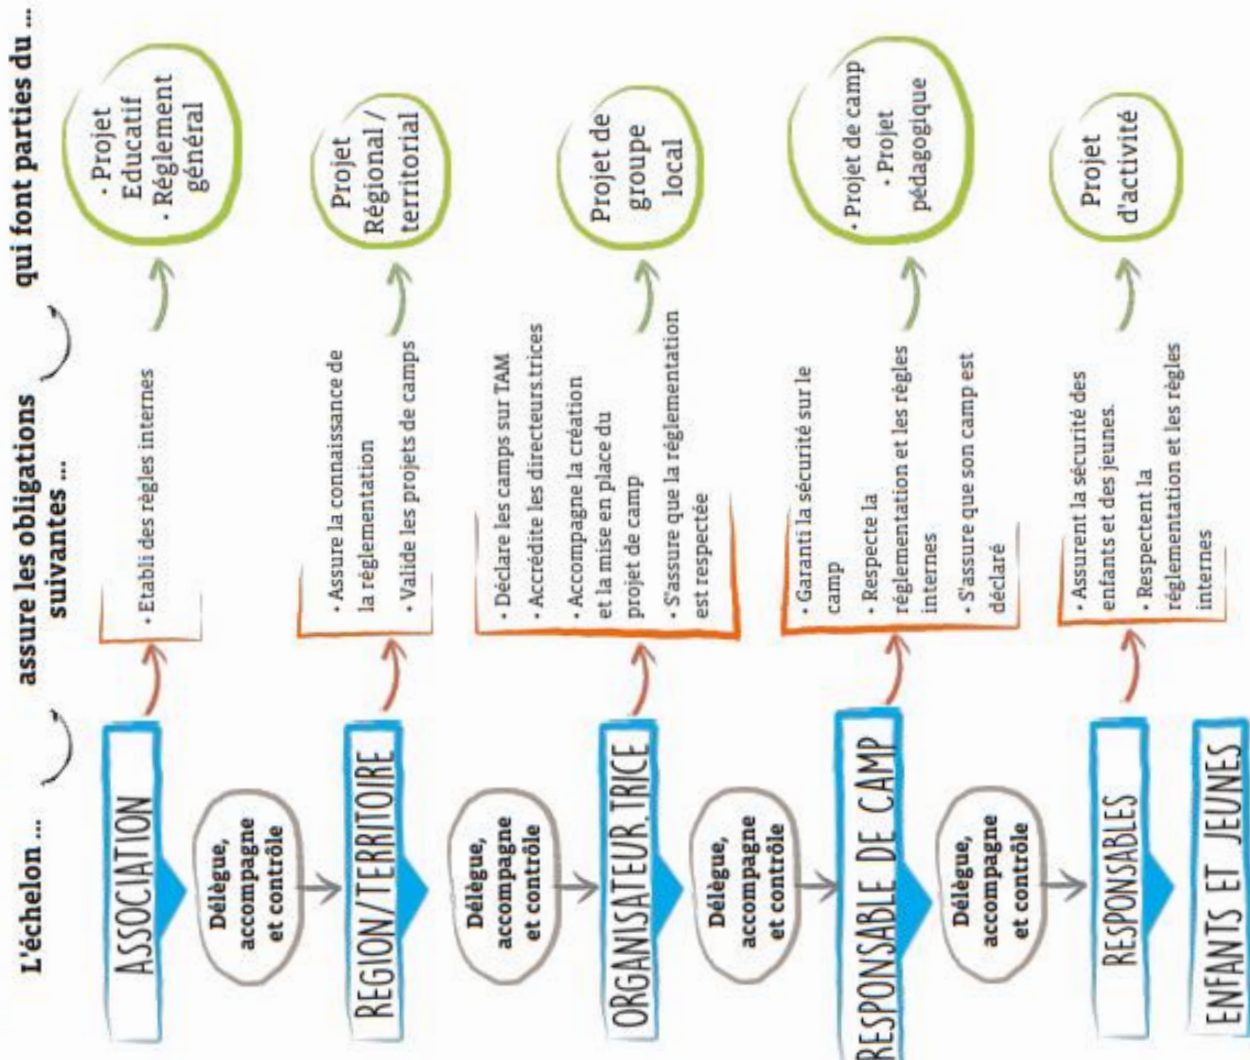 L'échelon ...
assure les obligations
suivantes ...
qui font parties du ...
ASSOCIATION
• Etabli des règles internes
• Projet
Educatif
• Réglement
général
Délègue,
accompagne
et contrôle
REGION/TERRITOIRE
• Assure la connaissance de
la réglementation
• Valide les projets de camps
Projet
Régional /
territorial
Délègue,
accompagne
et contrôle
ORGANISATEUR.TRICE
• Déclare les camps sur TAM
• Accrédite les directeurs.trices
• Accompagne la création
et la mise en place du
projet de camp
• S'assure que la réglementation
est respectée
Projet de
groupe
local
Délègue,
accompagne
et contrôle
RESPONSABLE DE CAMP
• Garanti la sécurité sur le
camp
• Respecte la
réglementation et les règles
internes
• S'assure que son camp est
déclaré
• Projet de camp
• Projet
pédagogique
Délègue,
accompagne
et contrôle
RESPONSABLES
• Assurent la sécurité des
enfants et des jeunes.
• Respectent la
réglementation et les règles
internes
Projet
d'activité
ENFANTS ET JEUNES